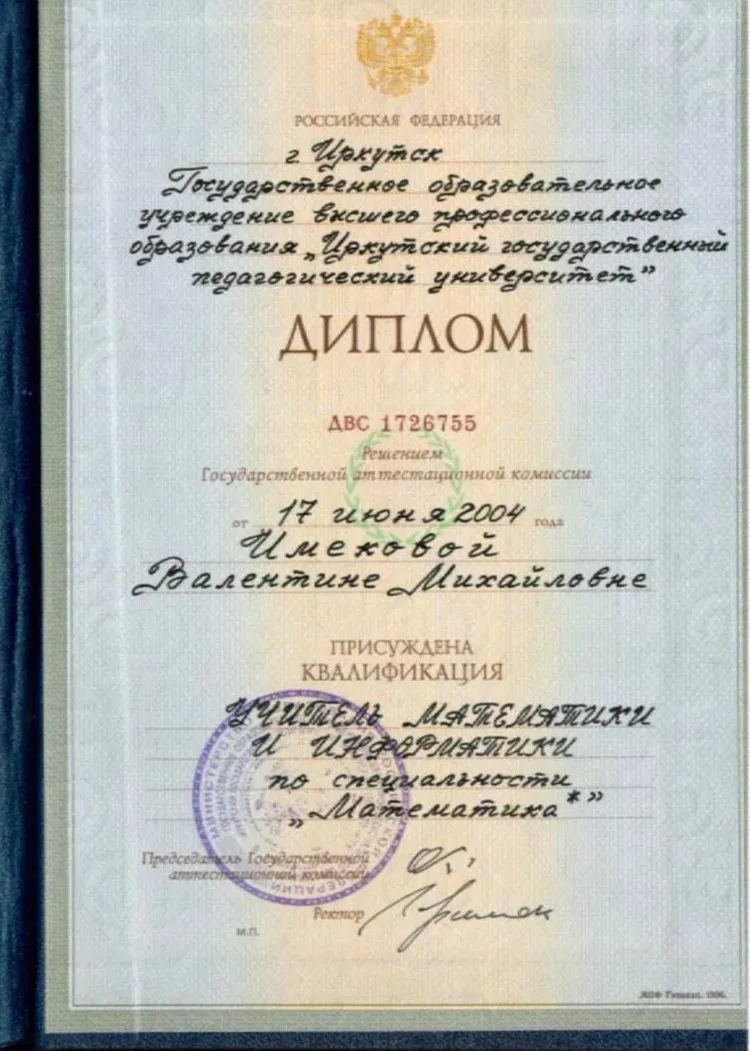 РОССИЙСКАЯ ФЕДЕРАЦИЯ
г Иркутск
Государственное образовательное
учреждение высшего профессионального
образования „Иркутский государственный
педагогический университет”
ДИПЛОМ
ДВС 1726755
Решением
Государственной аттестационной комиссии
от 17 июня 2004 года
Имековой
Валентине Михайловне
ПРИСУЖДЕНА
КВАЛИФИКАЦИЯ
УЧИТЕЛЬ МАТЕМАТИКИ
И ИНФОРМАТИКИ
по специальности
„Математика*”
Председатель Государственной
аттестационной комиссии
Ректор
М.П.